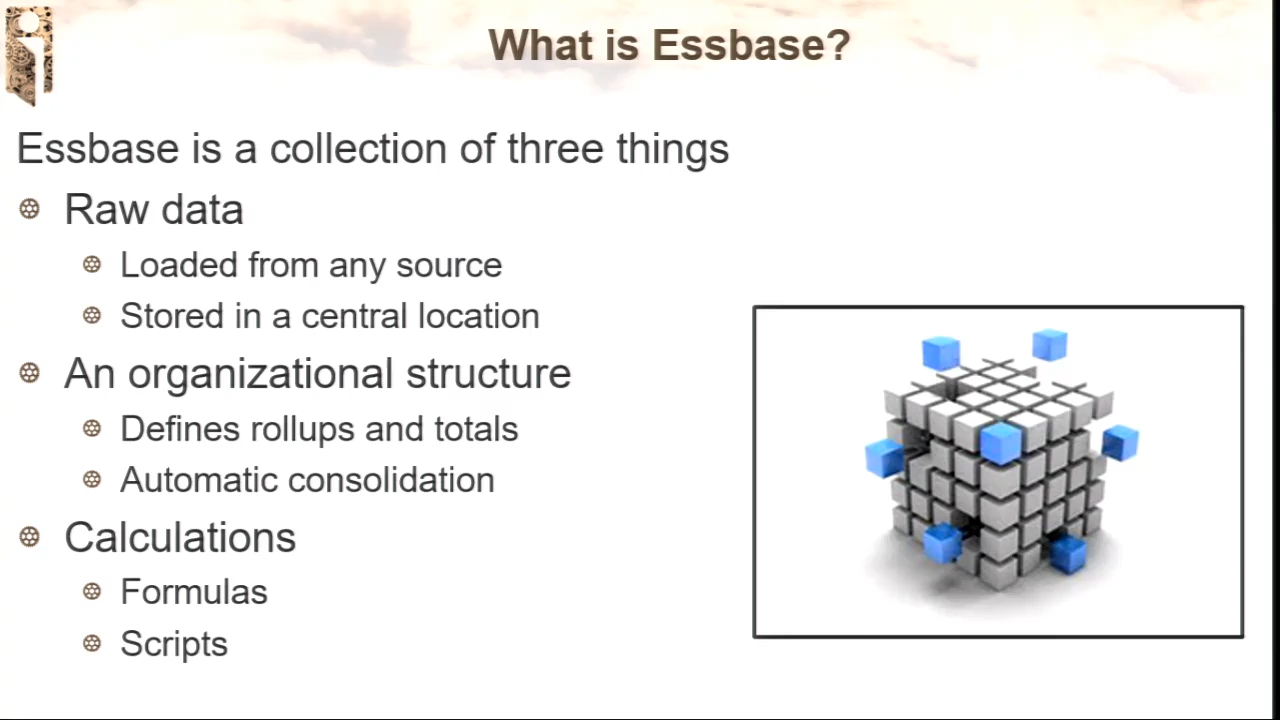 What is Essbase?
Essbase is a collection of three things
Raw data
Loaded from any source
Stored in a central location
An organizational structure
Defines rollups and totals
Automatic consolidation
Calculations
Formulas
Scripts